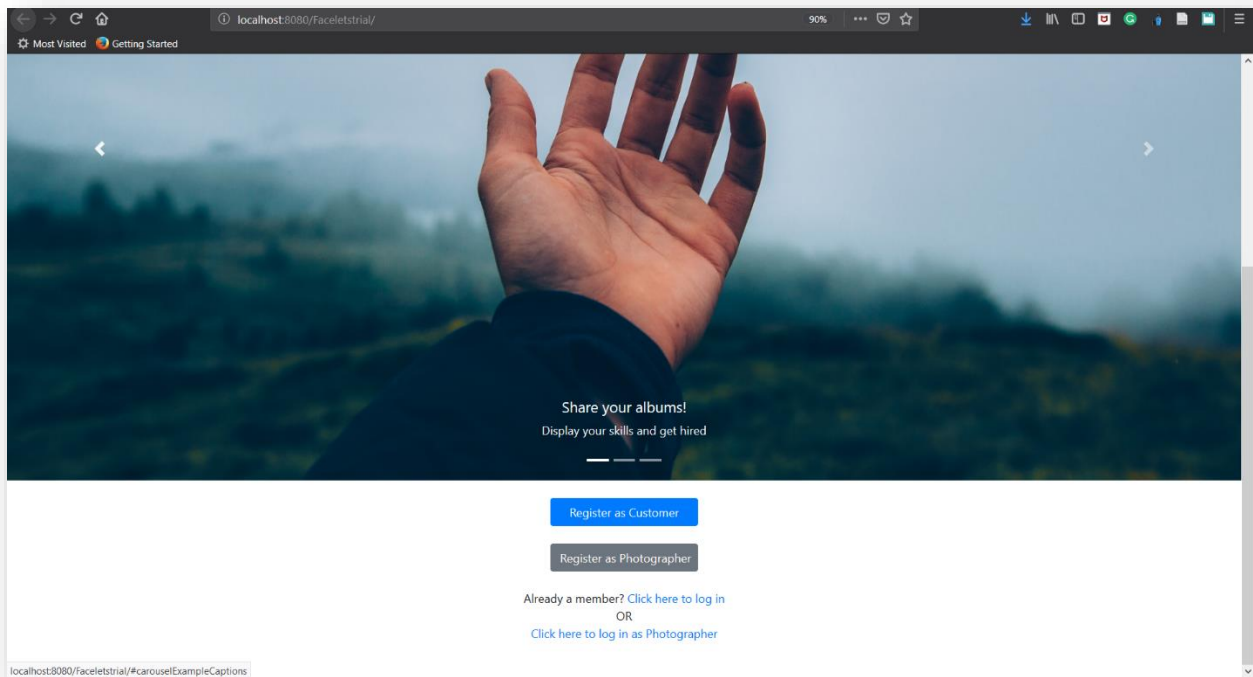 localhost:8080/Faceletstrial/
90%
Most Visited
Getting Started
Share your albums!
Display your skills and get hired
Register as Customer
Register as Photographer
Already a member? Click here to log in
OR
Click here to log in as Photographer
localhost:8080/Faceletstrial/#carouselExampleCaptions